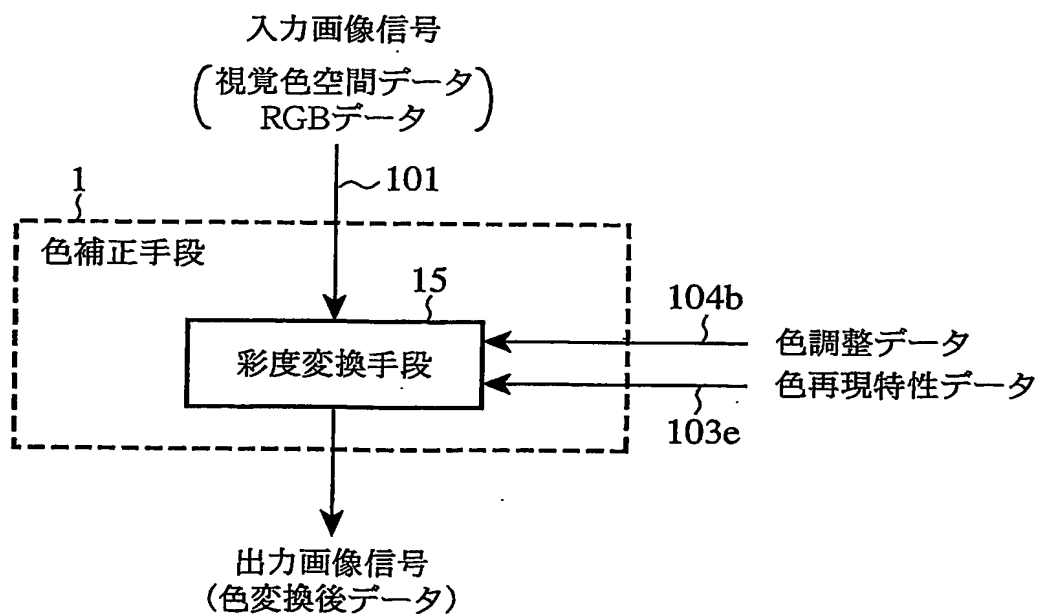 入力画像信号
(視覚色空間データ
RGBデータ)
101
1
色補正手段
15
104b
彩度変換手段
色調整データ
色再現特性データ
103e
出力画像信号
(色変換後データ)